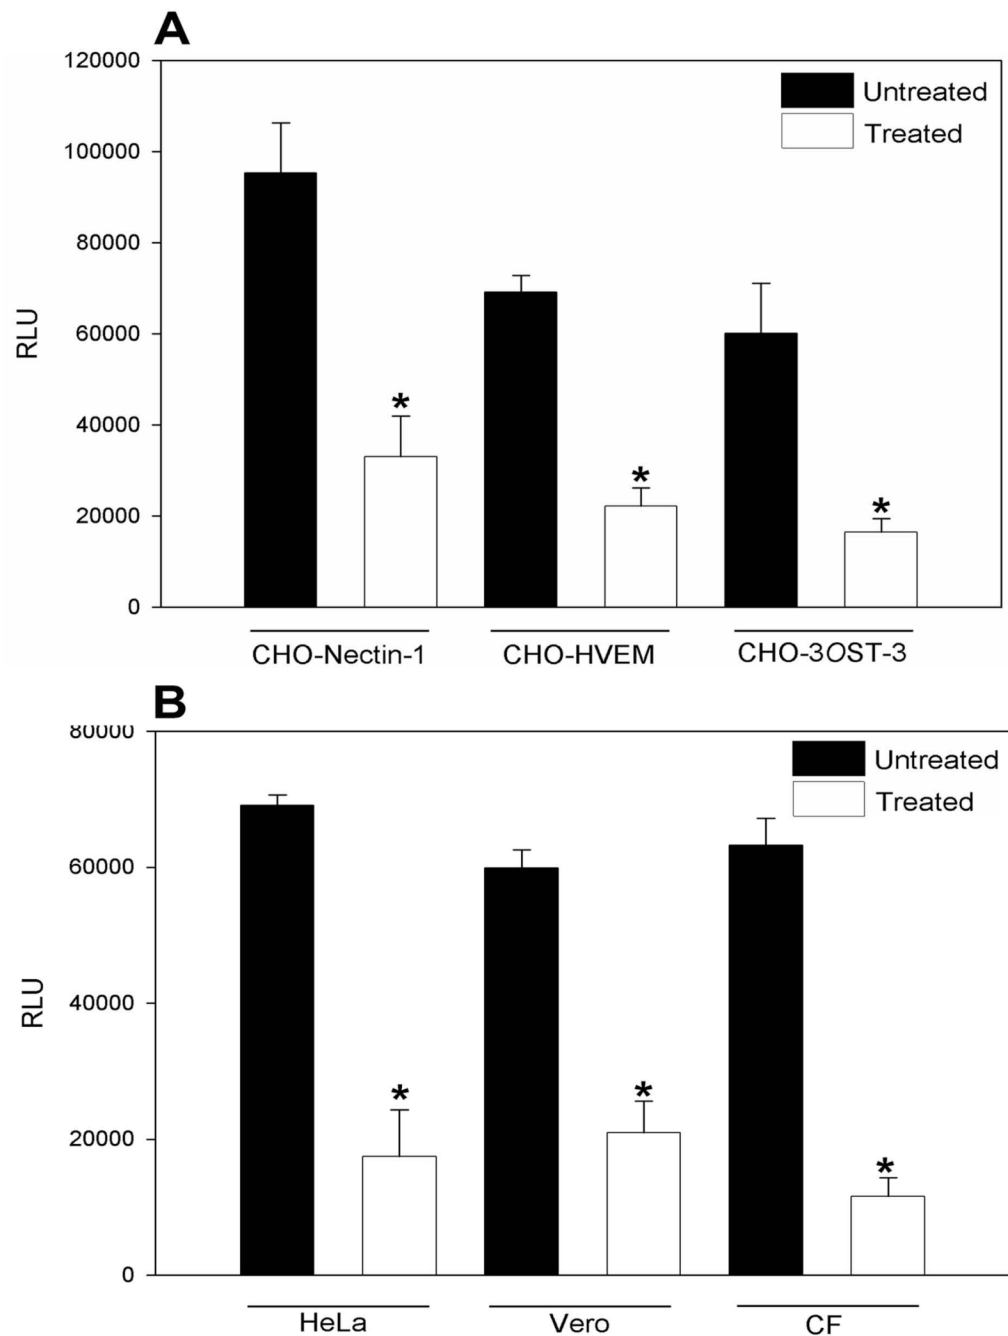 A
120000
Untreated
Treated
100000
80000
60000
40000
20000
0
RLU
*
*
*
CHO-Nectin-1 CHO-HVEM CHO-3OST-3
B
80000
Untreated
Treated
60000
40000
20000
0
RLU
*
*
*
HeLa Vero CF